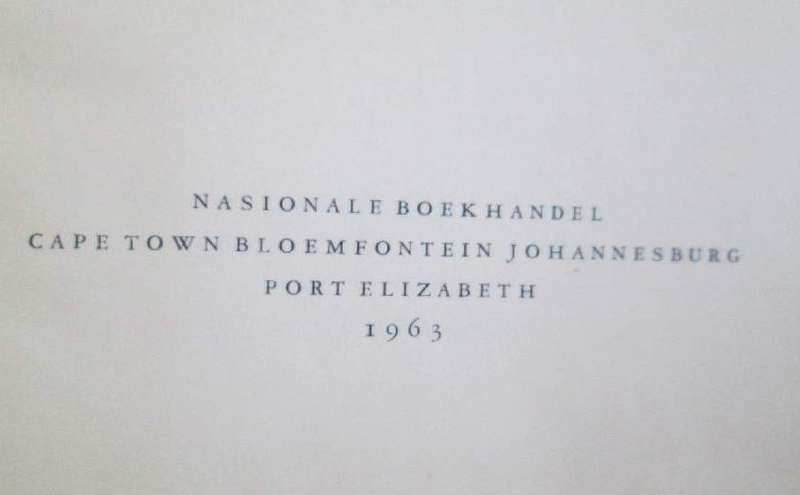 NASIONALE BOEKHANDEL
CAPE TOWN BLOEMFONTEIN JOHANNESBURG
PORT ELIZABETH
1963